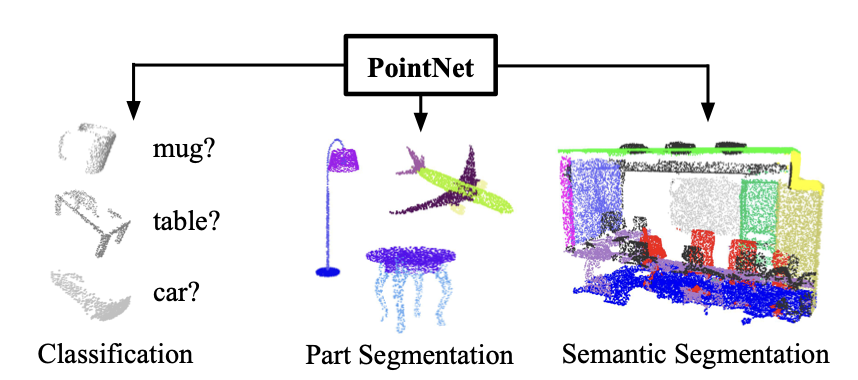 PointNet
mug?
table?
car?
Classification
Part Segmentation
Semantic Segmentation